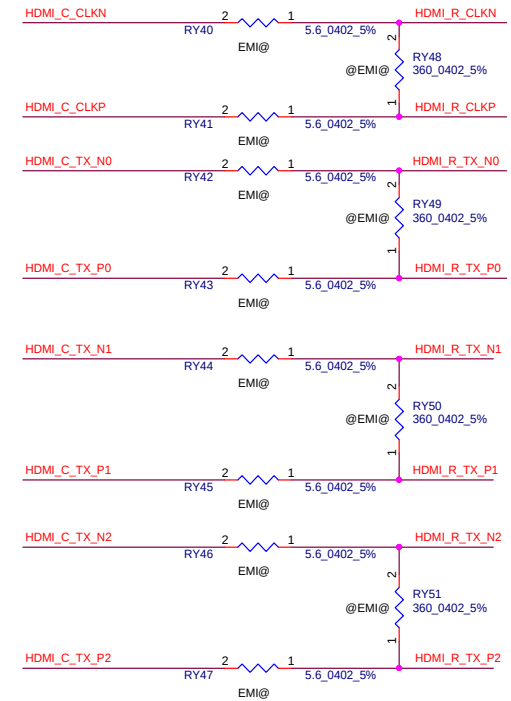 HDMI_C_CLKN 2 1 HDMI_R_CLKN
RY40 5.6_0402_5%
EMI@ 2
RY48
@EMI@ 360_0402_5%
1
HDMI_C_CLKP 2 1 HDMI_R_CLKP
RY41 5.6_0402_5%
EMI@
HDMI_C_TX_N0 2 1 HDMI_R_TX_N0
RY42 5.6_0402_5%
EMI@ 2
RY49
@EMI@ 360_0402_5%
1
HDMI_C_TX_P0 2 1 HDMI_R_TX_P0
RY43 5.6_0402_5%
EMI@
HDMI_C_TX_N1 2 1 HDMI_R_TX_N1
RY44 5.6_0402_5%
EMI@ 2
RY50
@EMI@ 360_0402_5%
1
HDMI_C_TX_P1 2 1 HDMI_R_TX_P1
RY45 5.6_0402_5%
EMI@
HDMI_C_TX_N2 2 1 HDMI_R_TX_N2
RY46 5.6_0402_5%
EMI@ 2
RY51
@EMI@ 360_0402_5%
1
HDMI_C_TX_P2 2 1 HDMI_R_TX_P2
RY47 5.6_0402_5%
EMI@